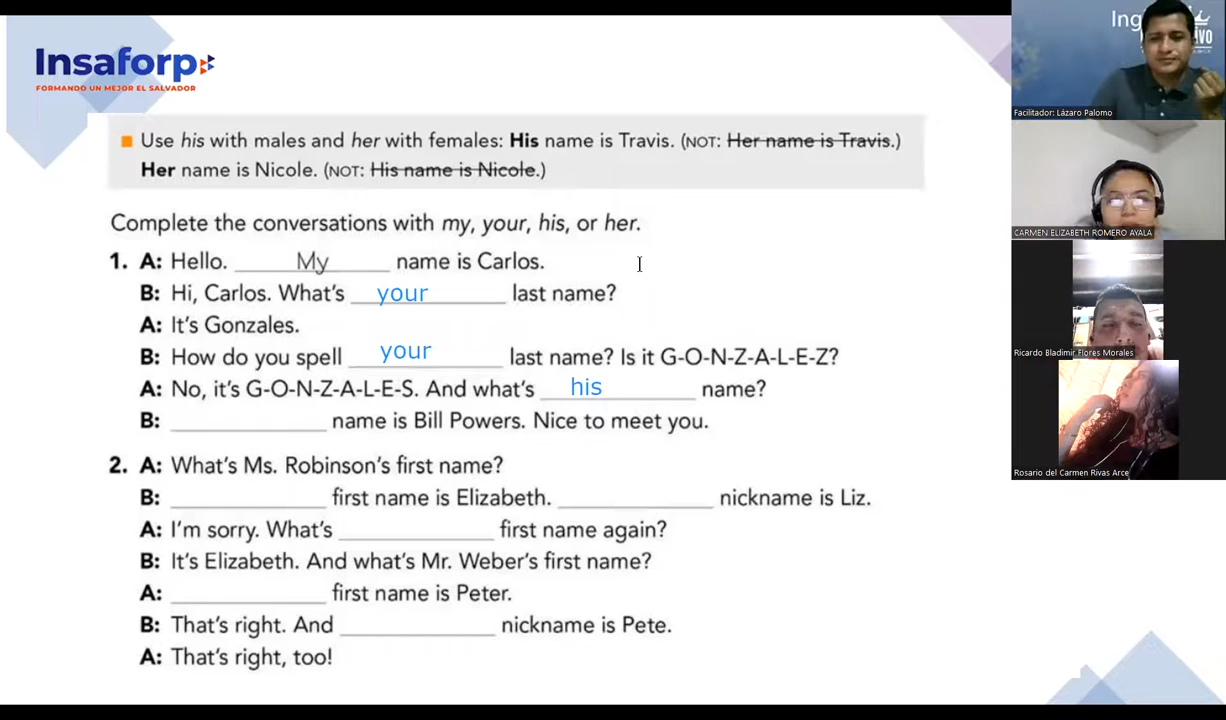 Insaforp
FORMANDO UN MEJOR EL SALVADOR
Use his with males and her with females: His name is Travis. (NOT: Her name is Travis.)
Her name is Nicole. (NOT: His name is Nicole.)
Complete the conversations with my, your, his, or her.
1. A: Hello. My name is Carlos.
B: Hi, Carlos. What's your last name?
A: It's Gonzales.
B: How do you spell your last name? Is it G-O-N-Z-A-L-E-Z?
A: No, it's G-O-N-Z-A-L-E-S. And what's his name?
B: name is Bill Powers. Nice to meet you.
2. A: What's Ms. Robinson's first name?
B: first name is Elizabeth. nickname is Liz.
A: I'm sorry. What's first name again?
B: It's Elizabeth. And what's Mr. Weber's first name?
A: first name is Peter.
B: That's right. And nickname is Pete.
A: That's right, too!
Facilitador: Lázaro Palomo
CARMEN ELIZABETH ROMERO AYALA
Ricardo Bladimir Flores Morales
Rosario del Carmen Rivas Arce